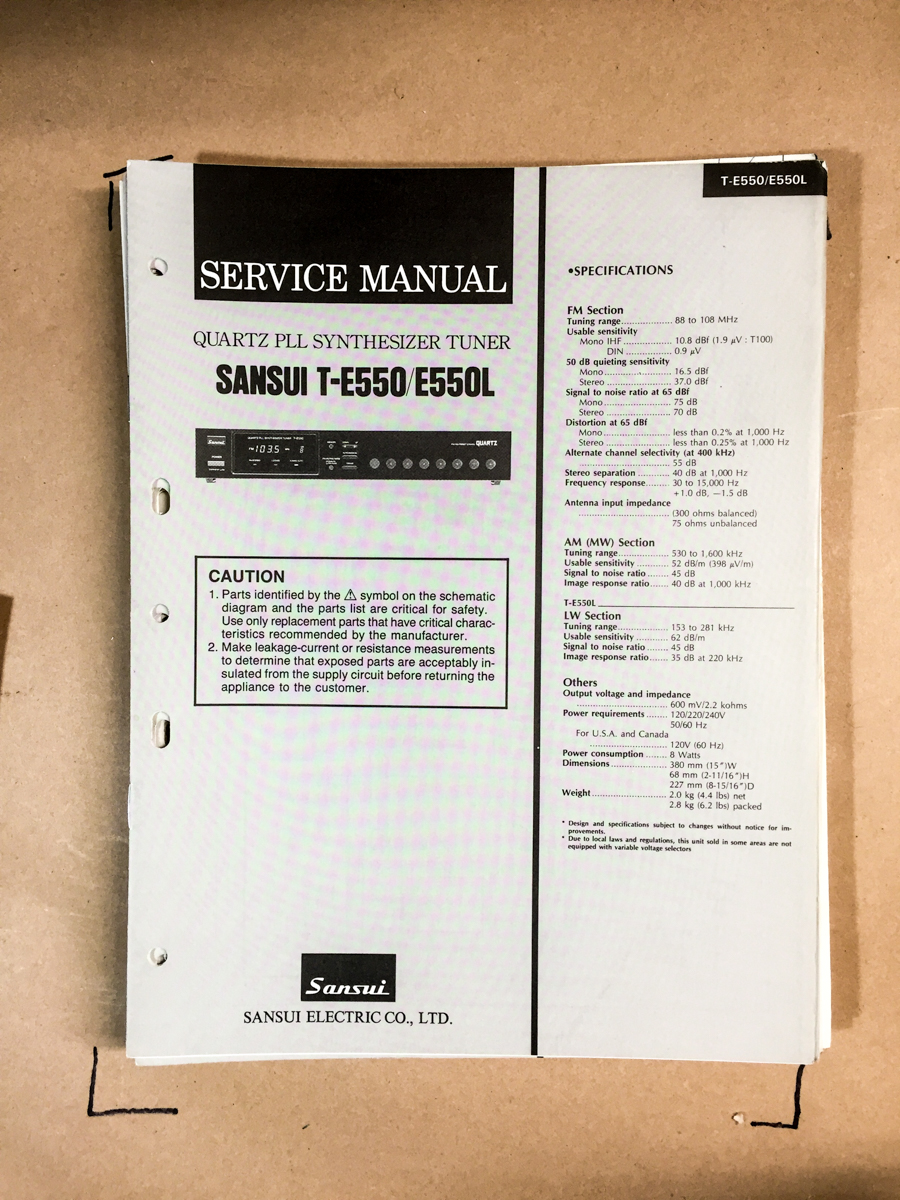 SERVICE MANUAL
QUARTZ PLL SYNTHESIZER TUNER
SANSUI T-E550/E550L
Sansui
QUARTZ PLL SYNTHESIZER TUNER T-E550
POWER
FM 103.5 MHz 8
QUARTZ
CAUTION
1. Parts identified by the ⚠ symbol on the schematic
diagram and the parts list are critical for safety.
Use only replacement parts that have critical charac-
teristics recommended by the manufacturer.
2. Make leakage-current or resistance measurements
to determine that exposed parts are acceptably in-
sulated from the supply circuit before returning the
appliance to the customer.
Sansui
SANSUI ELECTRIC CO., LTD.
T-E550/E550L
•SPECIFICATIONS
FM Section
Tuning range................... 88 to 108 MHz
Usable sensitivity
Mono IHF................... 10.8 dBf (1.9 μV : T100)
DIN ................ 0.9 μV
50 dB quieting sensitivity
Mono......................... 16.5 dBf
Stereo ........................ 37.0 dBf
Signal to noise ratio at 65 dBf
Mono......................... 75 dB
Stereo ........................ 70 dB
Distortion at 65 dBf
Mono......................... less than 0.2% at 1,000 Hz
Stereo ........................ less than 0.25% at 1,000 Hz
Alternate channel selectivity (at 400 kHz)
.................................. 55 dB
Stereo separation ............ 40 dB at 1,000 Hz
Frequency response........ 30 to 15,000 Hz
+1.0 dB, −1.5 dB
Antenna input impedance
.................................. (300 ohms balanced)
75 ohms unbalanced
AM (MW) Section
Tuning range................... 530 to 1,600 kHz
Usable sensitivity ............ 52 dB/m (398 μV/m)
Signal to noise ratio ........ 45 dB
Image response ratio....... 40 dB at 1,000 kHz
T-E550L
LW Section
Tuning range................... 153 to 281 kHz
Usable sensitivity ............ 62 dB/m
Signal to noise ratio ........ 45 dB
Image response ratio....... 35 dB at 220 kHz
Others
Output voltage and impedance
.................................. 600 mV/2.2 kohms
Power requirements ........ 120/220/240V
50/60 Hz
For U.S.A. and Canada
............................. 120V (60 Hz)
Power consumption ........ 8 Watts
Dimensions ..................... 380 mm (15″)W
68 mm (2-11/16″)H
227 mm (8-15/16″)D
Weight............................ 2.0 kg (4.4 lbs) net
2.8 kg (6.2 lbs) packed
* Design and specifications subject to changes without notice for im-
provements.
* Due to local laws and regulations, this unit sold in some areas are not
equipped with variable voltage selectors